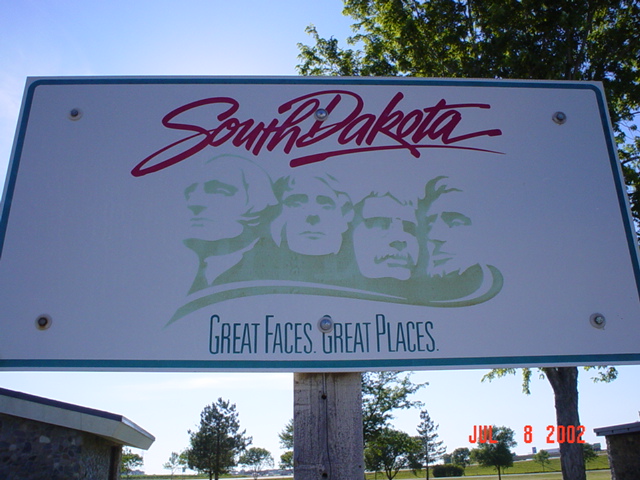 South Dakota
GREAT FACES. GREAT PLACES.
JUL 8 2002